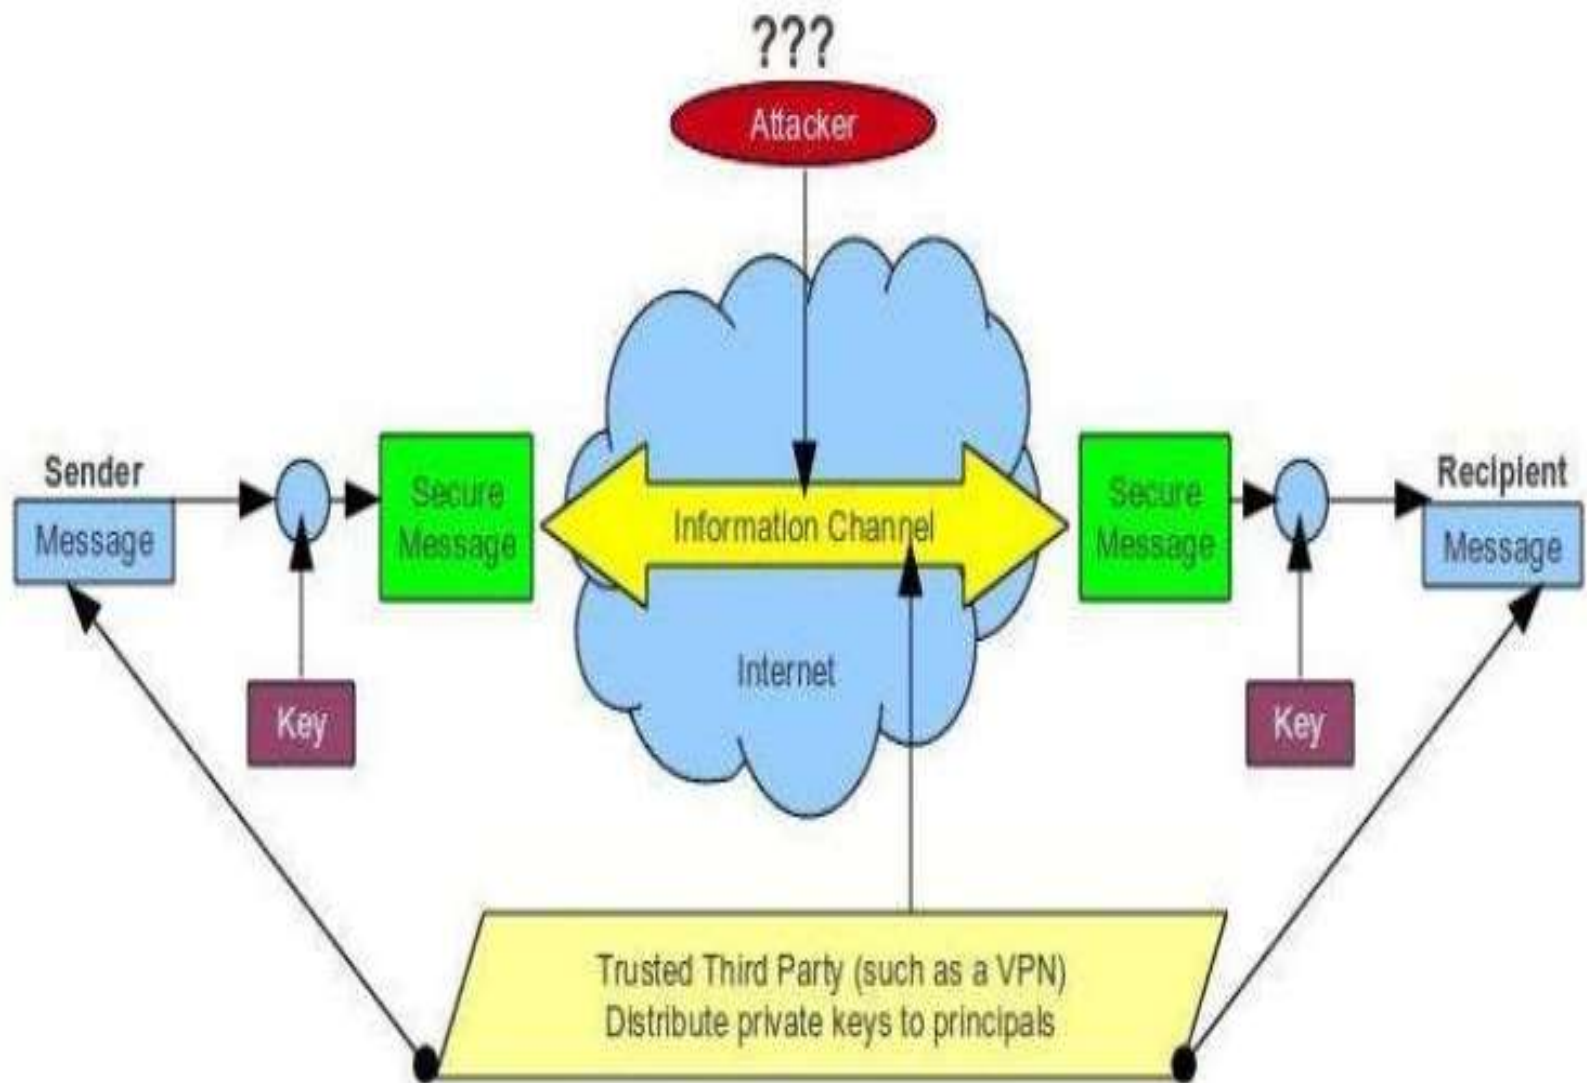 ???
Attacker
Sender
Message
Secure
Message
Information Channel
Secure
Message
Recipient
Message
Internet
Key
Key
Trusted Third Party (such as a VPN)
Distribute private keys to principals